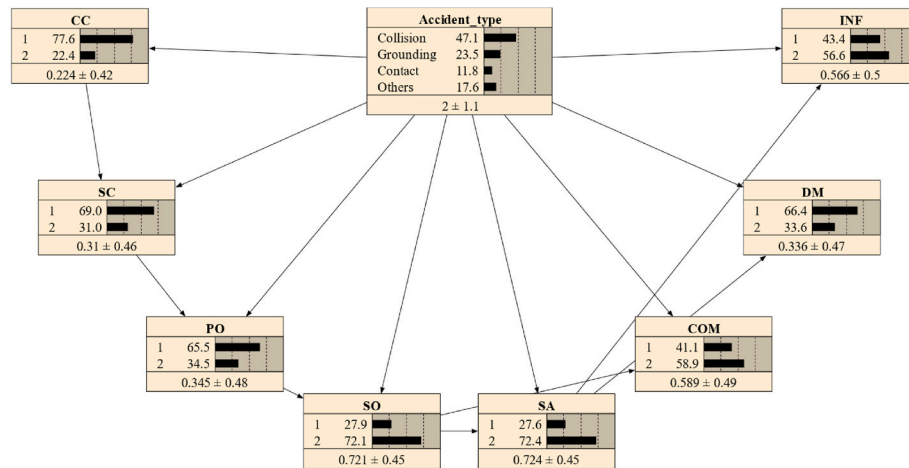 CC
1 77.6
2 22.4
0.224 ± 0.42
Accident_type
Collision 47.1
Grounding 23.5
Contact 11.8
Others 17.6
2 ± 1.1
INF
1 43.4
2 56.6
0.566 ± 0.5
SC
1 69.0
2 31.0
0.31 ± 0.46
DM
1 66.4
2 33.6
0.336 ± 0.47
PO
1 65.5
2 34.5
0.345 ± 0.48
COM
1 41.1
2 58.9
0.589 ± 0.49
SO
1 27.9
2 72.1
0.721 ± 0.45
SA
1 27.6
2 72.4
0.724 ± 0.45